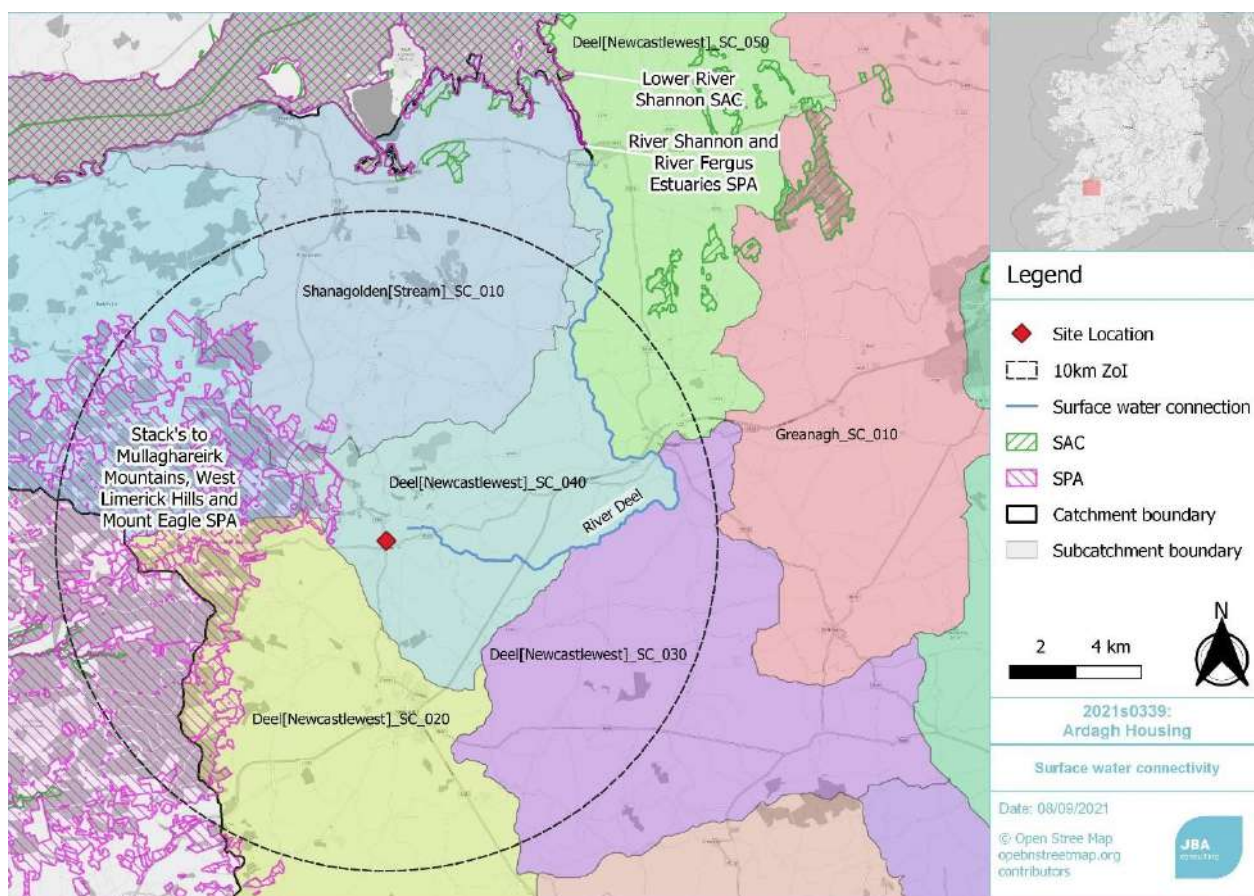 Deel[Newcastlewest]_SC_050
Lower River
Shannon SAC
River Shannon and
River Fergus
Estuaries SPA
Shanagolden[Stream]_SC_010
Stack's to
Mullaghareirk
Mountains, West
Limerick Hills and
Mount Eagle SPA
Deel[Newcastlewest]_SC_040
River Deel
Greanagh_SC_010
Deel[Newcastlewest]_SC_030
Deel[Newcastlewest]_SC_020
Legend
Site Location
10km ZoI
Surface water connection
SAC
SPA
Catchment boundary
Subcatchment boundary
N
2 4 km
2021s0339:
Ardagh Housing
Surface water connectivity
Date: 08/09/2021
© Open Stree Map
opebnstreetmap.org
contributors
JBA
consulting